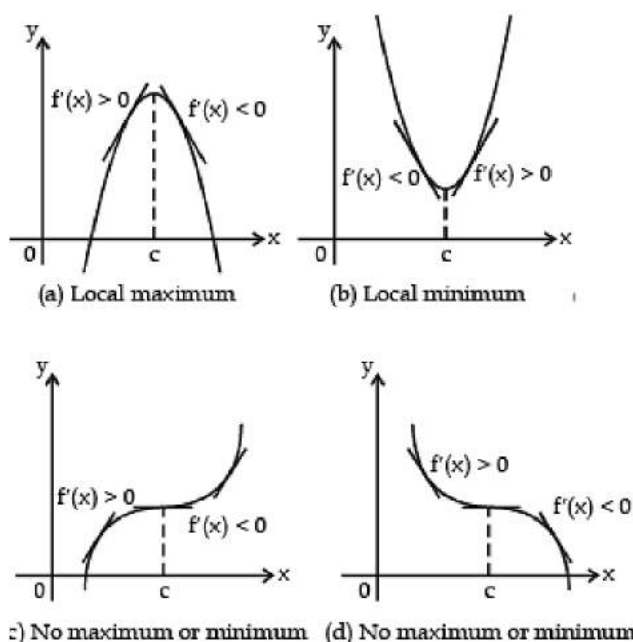 y
y
f'(x) > 0
f'(x) < 0
f'(x) < 0
f'(x) > 0
0
c
x
0
c
x
(a) Local maximum
(b) Local minimum
y
y
f'(x) > 0
f'(x) < 0
f'(x) > 0
f'(x) < 0
0
c
x
0
c
x
c) No maximum or minimum
(d) No maximum or minimum